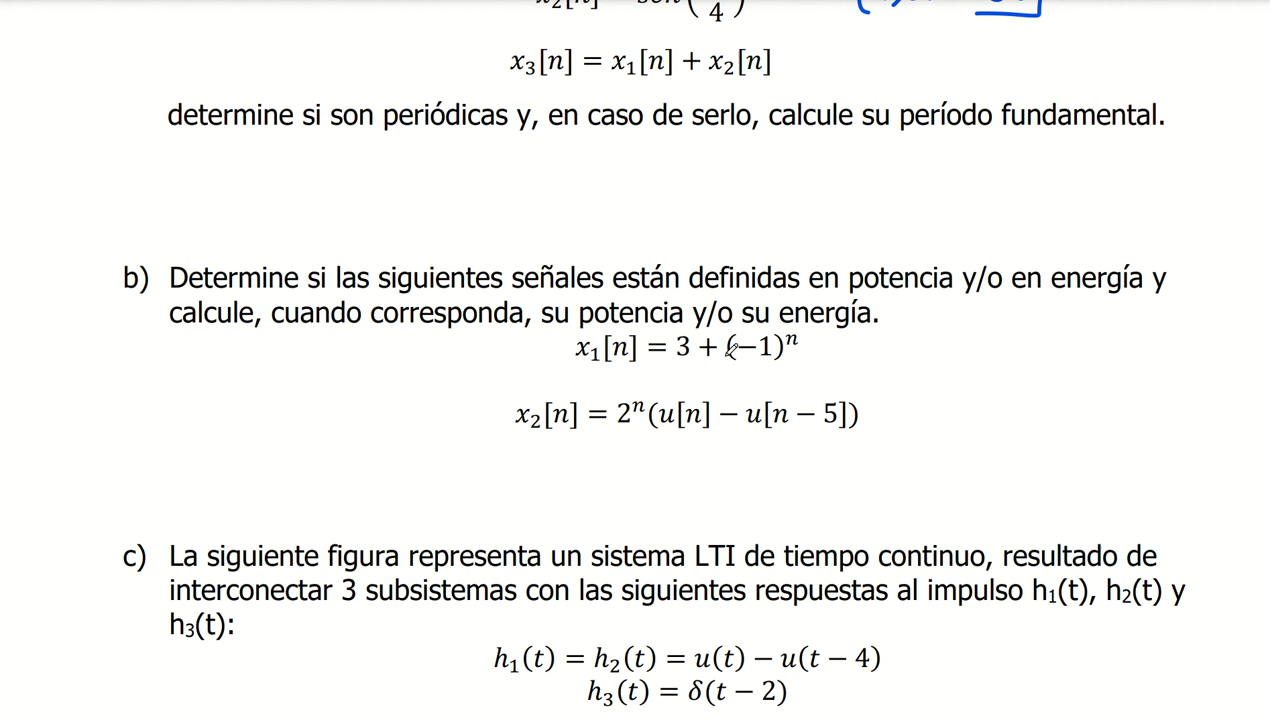 4
x₃[n] = x₁[n] + x₂[n]
determine si son periódicas y, en caso de serlo, calcule su período fundamental.
b) Determine si las siguientes señales están definidas en potencia y/o en energía y
calcule, cuando corresponda, su potencia y/o su energía.
x₁[n] = 3 + (−1)ⁿ
x₂[n] = 2ⁿ(u[n] − u[n − 5])
c) La siguiente figura representa un sistema LTI de tiempo continuo, resultado de
interconectar 3 subsistemas con las siguientes respuestas al impulso h₁(t), h₂(t) y
h₃(t):
h₁(t) = h₂(t) = u(t) − u(t − 4)
h₃(t) = δ(t − 2)